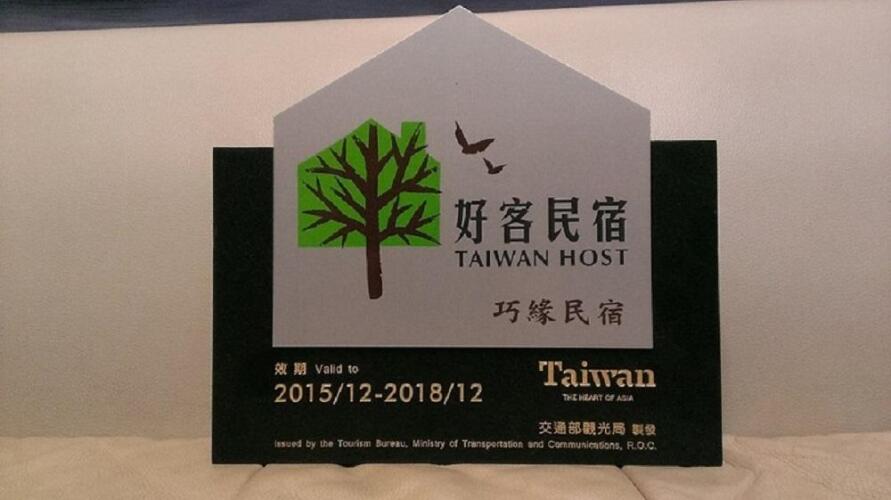 好客民宿
TAIWAN HOST
巧緣民宿
效期 Valid to
2015/12-2018/12
Taiwan
THE HEART OF ASIA
交通部觀光局 製發
Issued by the Tourism Bureau, Ministry of Transportation and Communications, R.O.C.